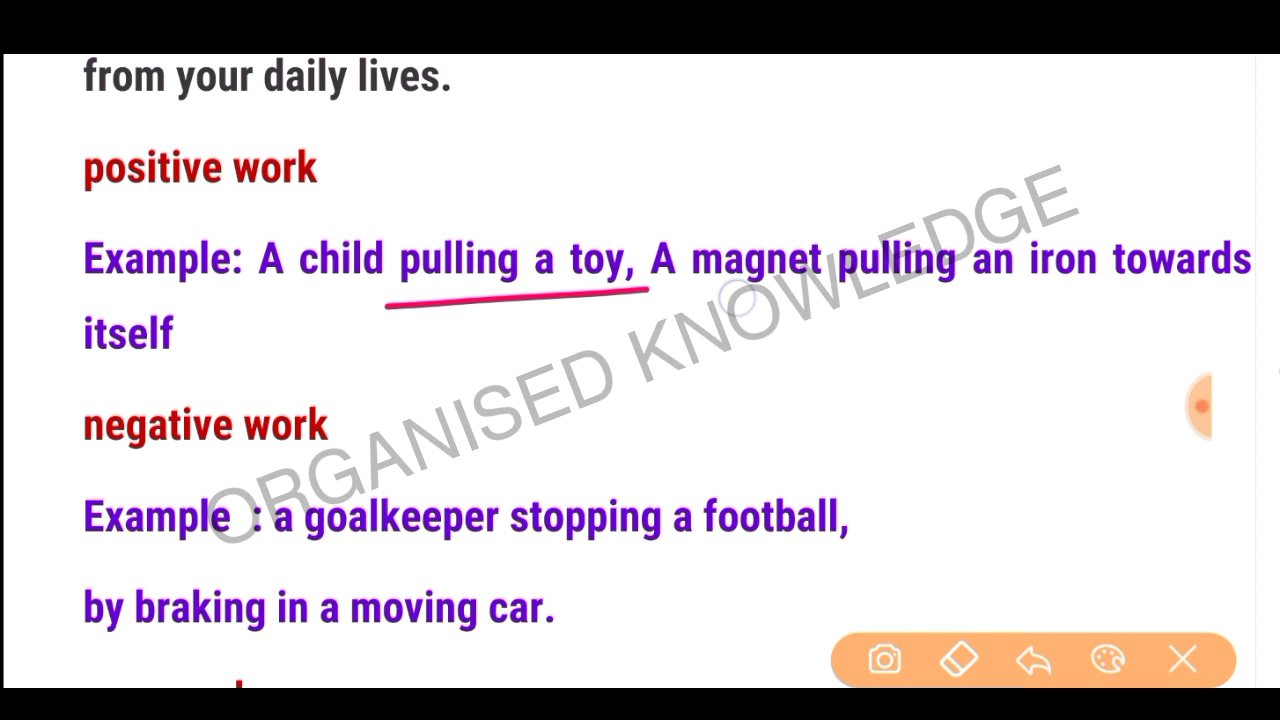 from your daily lives.
positive work
Example: A child pulling a toy, A magnet pulling an iron towards
itself
negative work
Example : a goalkeeper stopping a football,
by braking in a moving car.
ORGANISED KNOWLEDGE